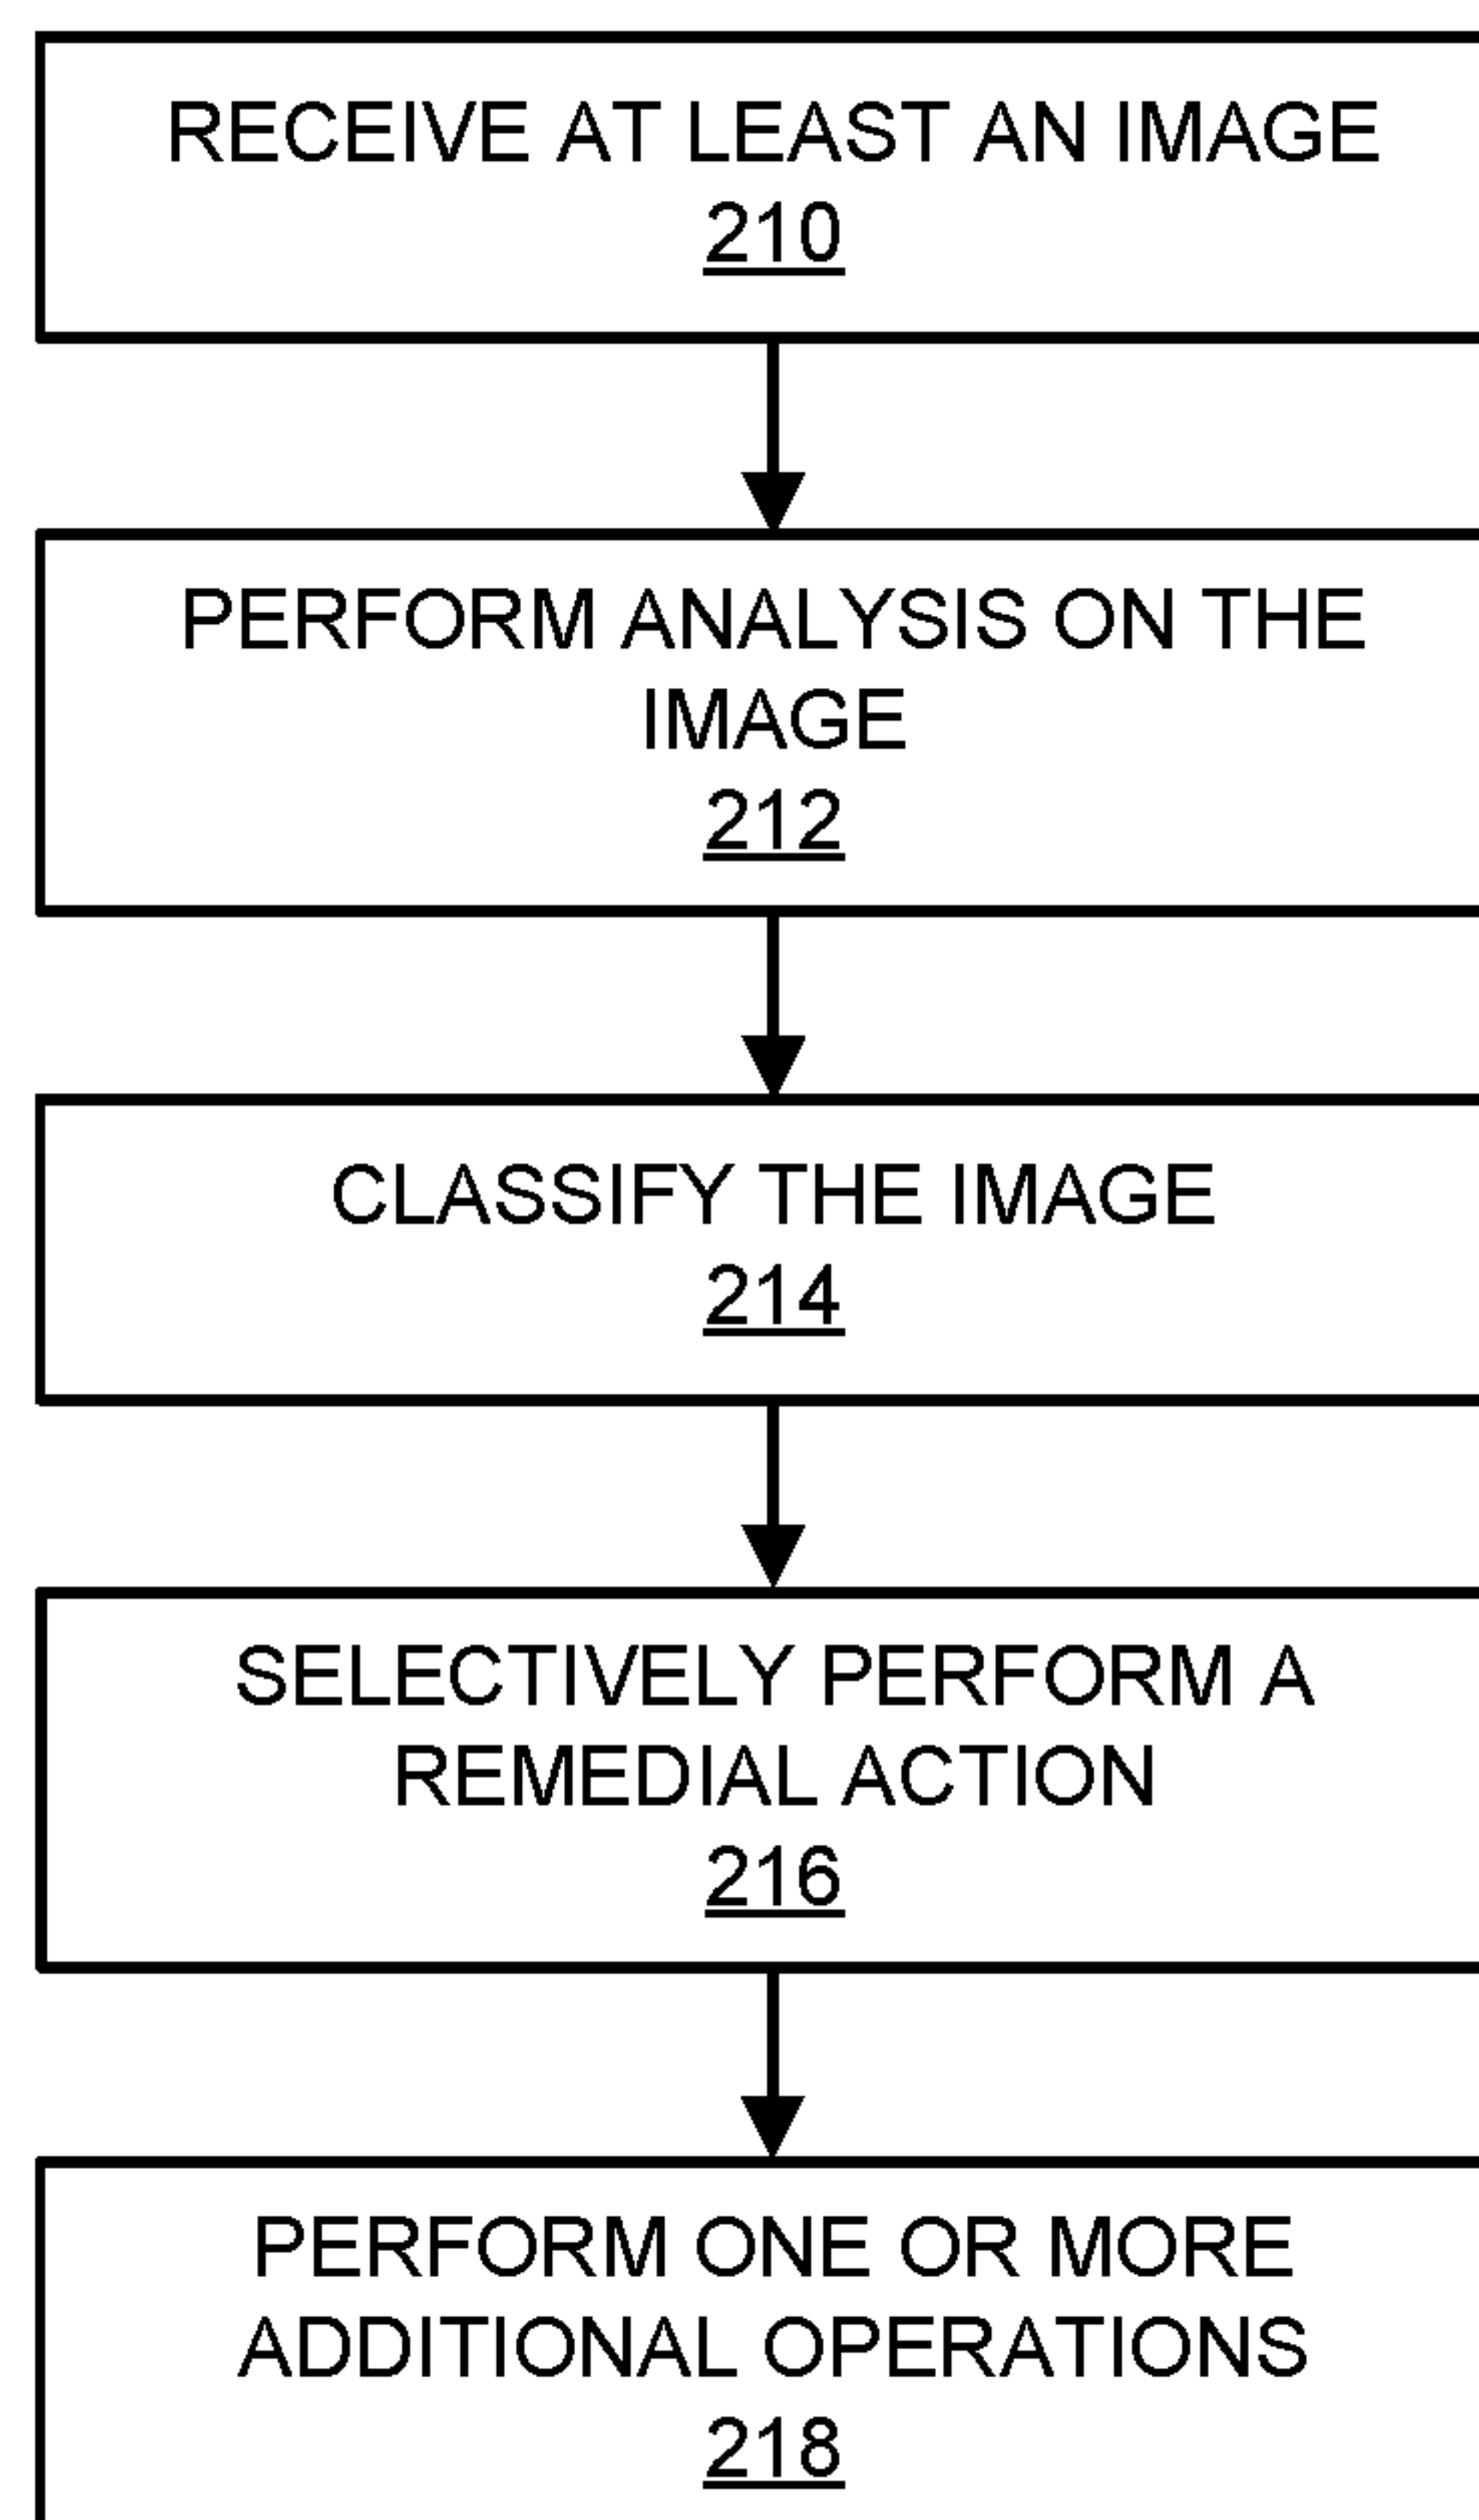 RECEIVE AT LEAST AN IMAGE
210
PERFORM ANALYSIS ON THE
IMAGE
212
CLASSIFY THE IMAGE
214
SELECTIVELY PERFORM A
REMEDIAL ACTION
216
PERFORM ONE OR MORE
ADDITIONAL OPERATIONS
218